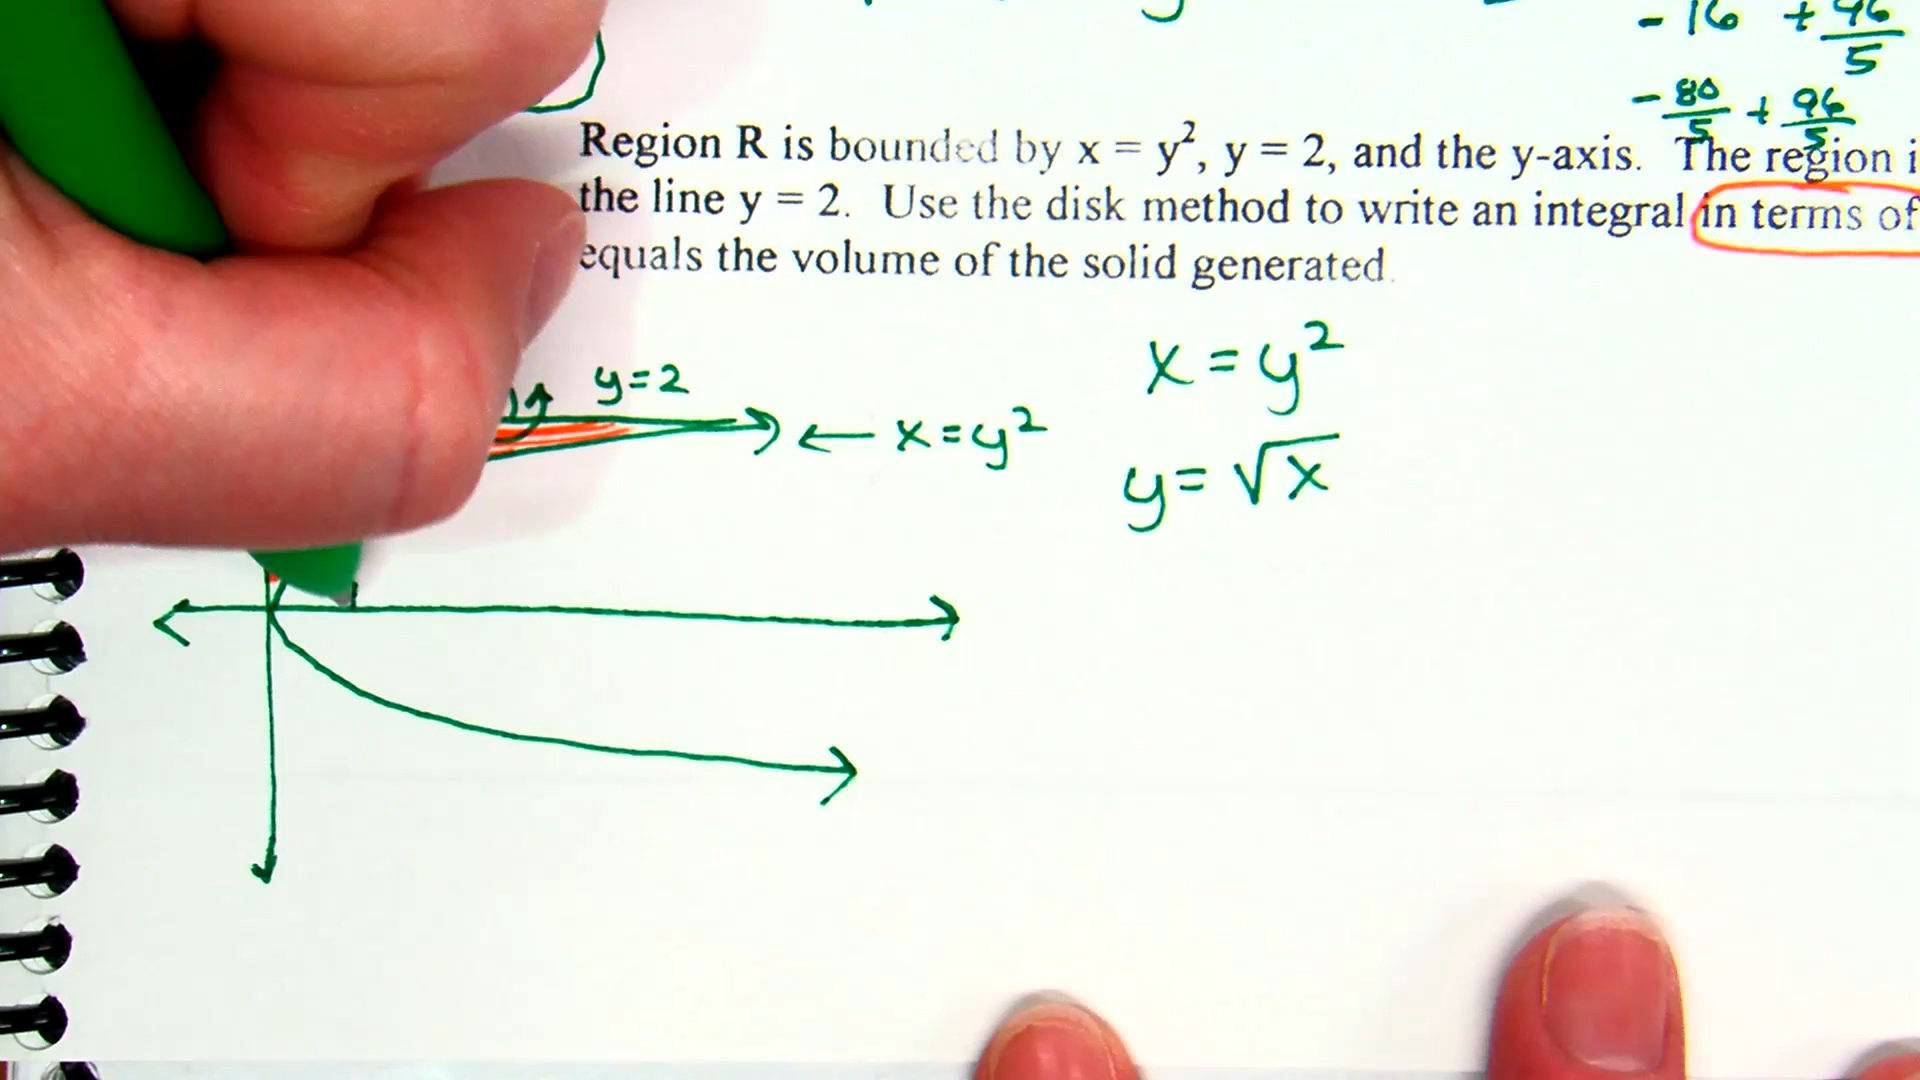 - 16 + 96/5
- 80/5 + 96/5
Region R is bounded by x = y², y = 2, and the y-axis. The region
the line y = 2. Use the disk method to write an integral in terms of
equals the volume of the solid generated.
x = y²
y=2
← x=y²
y= √x